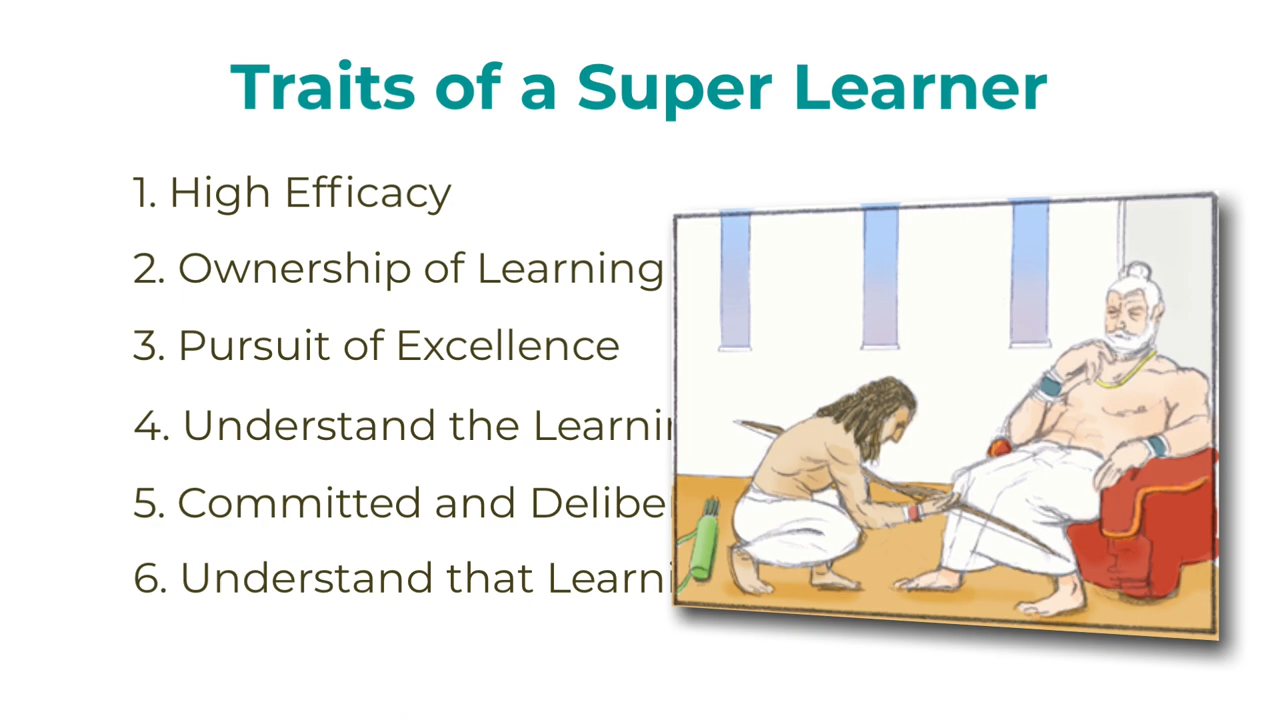 Traits of a Super Learner
1. High Efficacy
2. Ownership of Learning
3. Pursuit of Excellence
4. Understand the
5. Committed and
6. Understand that